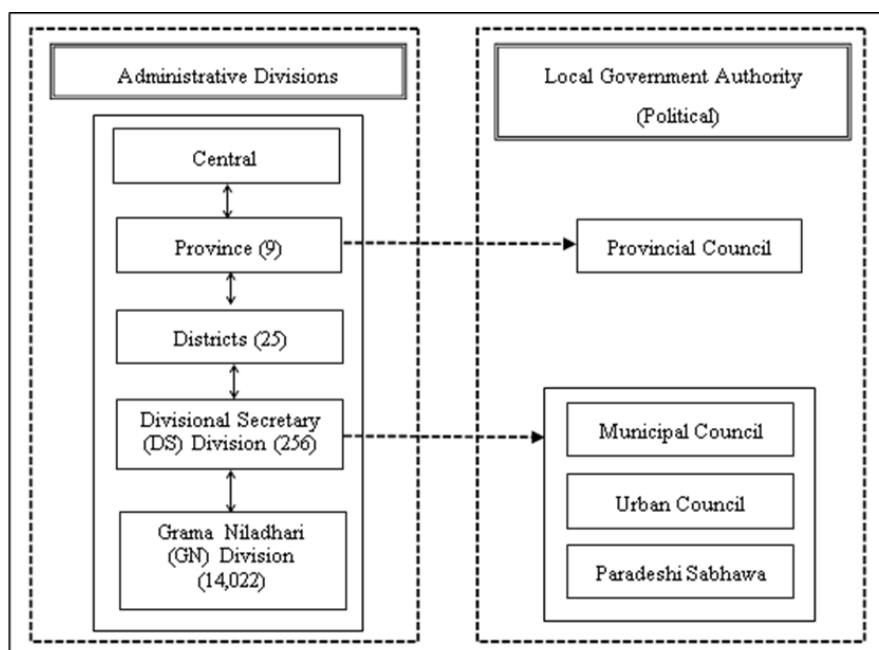 Administrative Divisions
Central
Province (9)
Districts (25)
Divisional Secretary
(DS) Division (256)
Grama Niladhari
(GN) Division
(14,022)
Local Government Authority
(Political)
Provincial Council
Municipal Council
Urban Council
Paradeshi Sabhawa